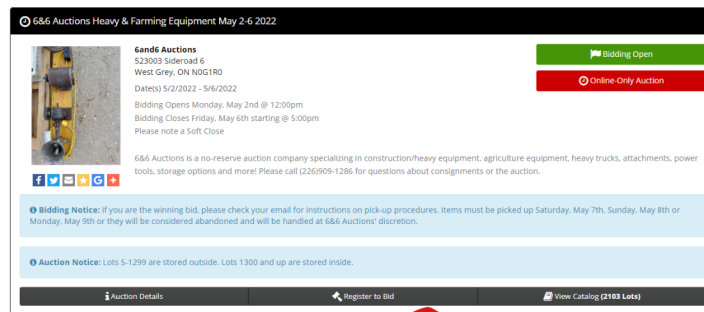 6&6 Auctions Heavy & Farming Equipment May 2-6 2022
6and6 Auctions
523003 Sideroad 6
West Grey, ON N0G1R0
Date(s) 5/2/2022 - 5/6/2022
Bidding Opens Monday, May 2nd @ 12:00pm
Bidding Closes Friday, May 6th starting @ 5:00pm
Please note a Soft Close
Bidding Open
Online-Only Auction
6&6 Auctions is a no-reserve auction company specializing in construction/heavy equipment, agriculture equipment, heavy trucks, attachments, power
tools, storage options and more! Please call (226)909-1286 for questions about consignments or the auction.
Bidding Notice: If you are the winning bid, please check your email for instructions on pick-up procedures. Items must be picked up Saturday, May 7th, Sunday, May 8th or
Monday, May 9th or they will be considered abandoned and will be handled at 6&6 Auctions' discretion.
Auction Notice: Lots 5-1299 are stored outside. Lots 1300 and up are stored inside.
Auction Details
Register to Bid
View Catalog (2103 Lots)